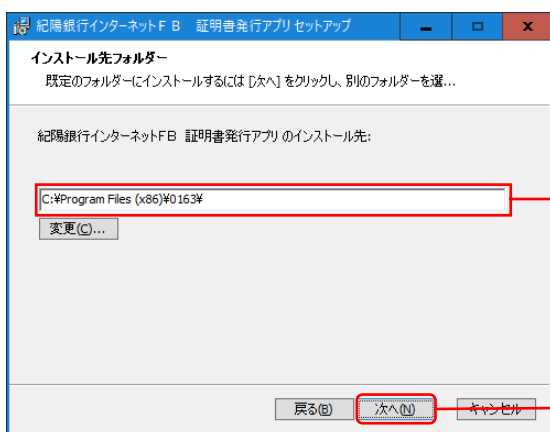 紀陽銀行インターネットＦＢ　証明書発行アプリ セットアップ
インストール先フォルダー
既定のフォルダーにインストールするには [次へ] をクリックし、別のフォルダーを選...
紀陽銀行インターネットＦＢ　証明書発行アプリ のインストール先:
C:¥Program Files (x86)¥0163¥
変更(C)...
戻る(B)　次へ(N)　キャンセル